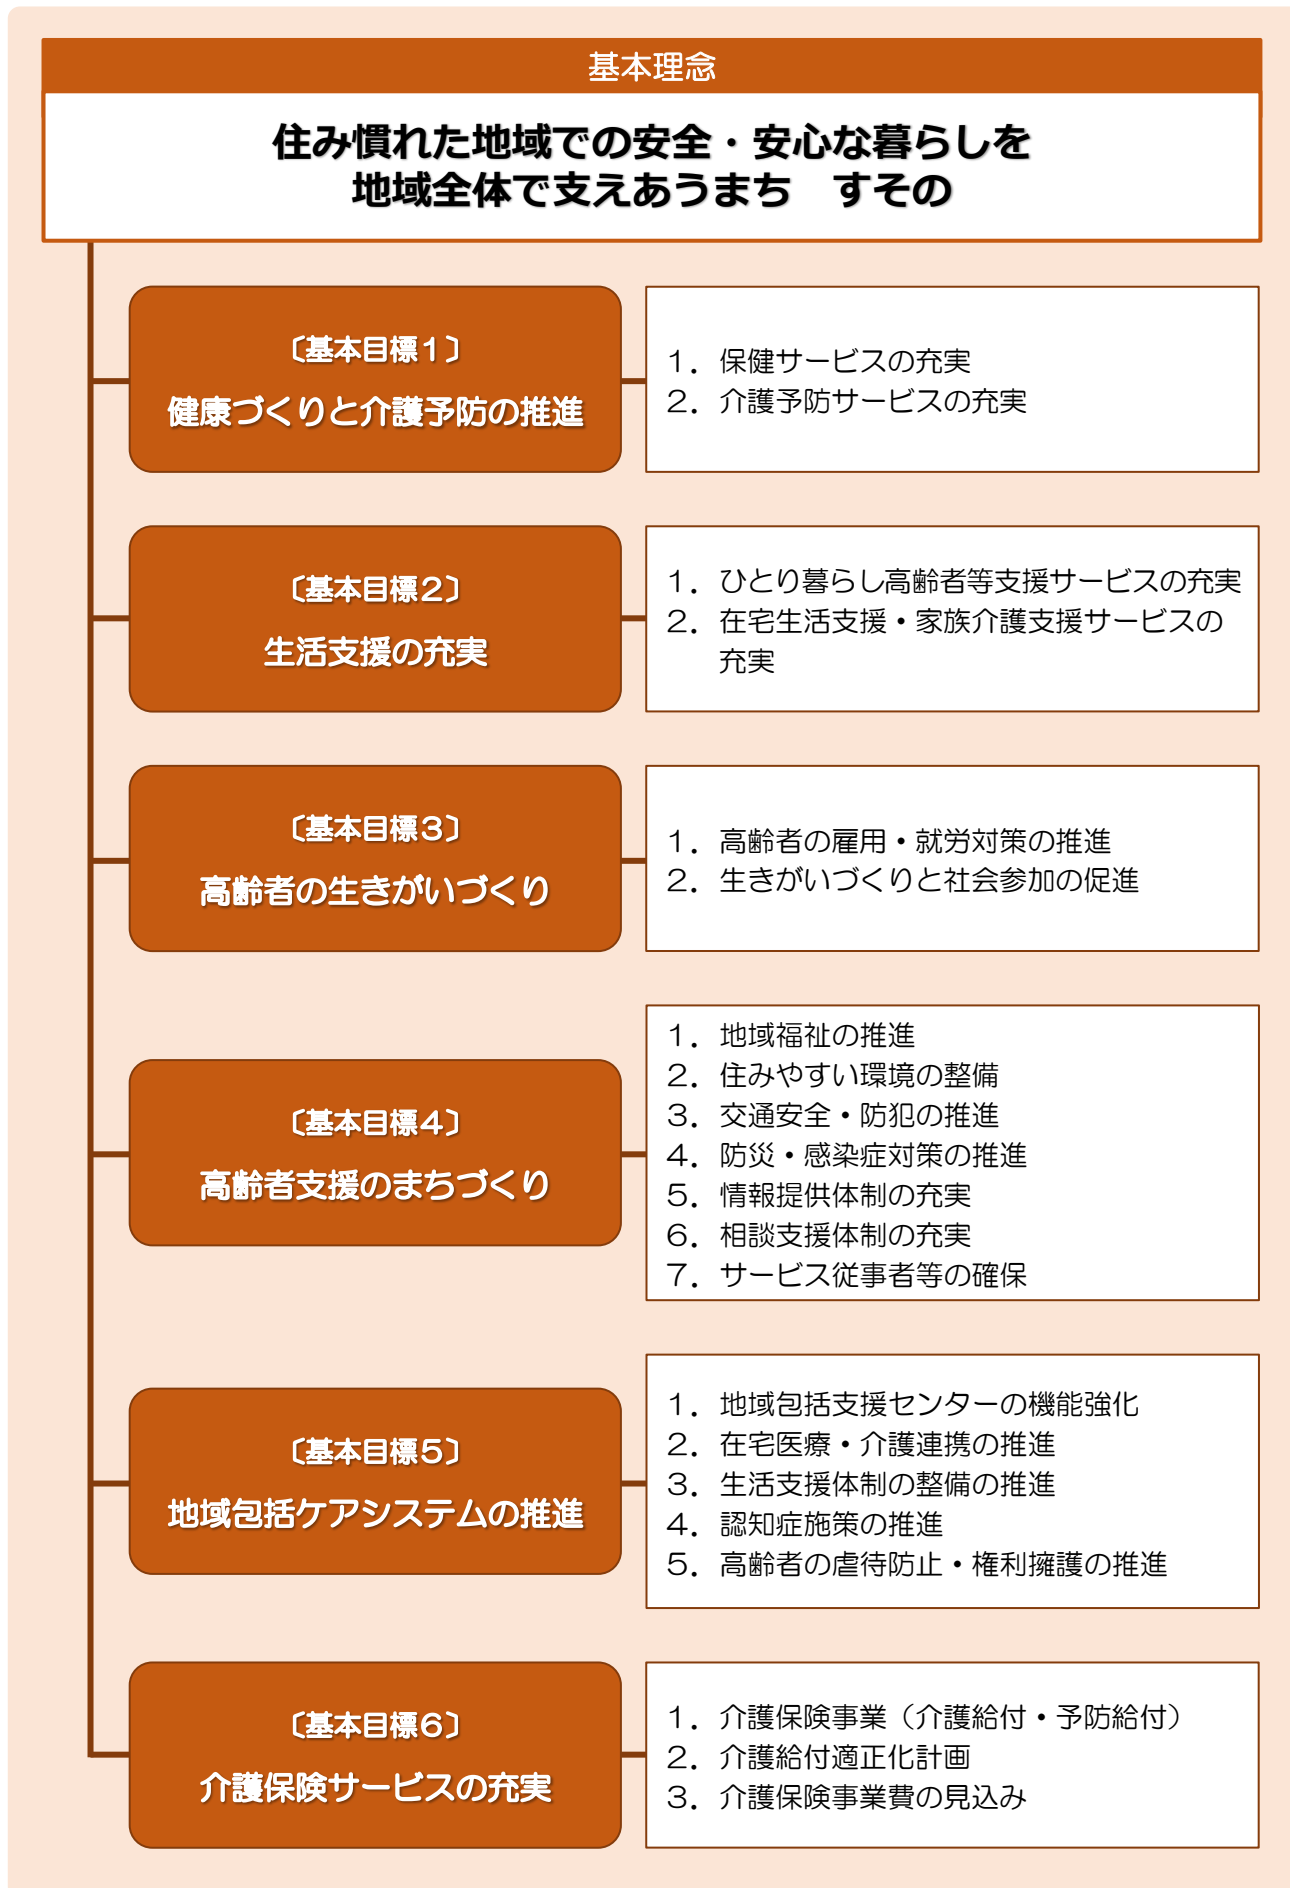 基本理念
住み慣れた地域での安全・安心な暮らしを
地域全体で支えあうまち　すその
〔基本目標１〕
健康づくりと介護予防の推進
１．保健サービスの充実
２．介護予防サービスの充実
〔基本目標２〕
生活支援の充実
１．ひとり暮らし高齢者等支援サービスの充実
２．在宅生活支援・家族介護支援サービスの
充実
〔基本目標３〕
高齢者の生きがいづくり
１．高齢者の雇用・就労対策の推進
２．生きがいづくりと社会参加の促進
〔基本目標４〕
高齢者支援のまちづくり
１．地域福祉の推進
２．住みやすい環境の整備
３．交通安全・防犯の推進
４．防災・感染症対策の推進
５．情報提供体制の充実
６．相談支援体制の充実
７．サービス従事者等の確保
〔基本目標５〕
地域包括ケアシステムの推進
１．地域包括支援センターの機能強化
２．在宅医療・介護連携の推進
３．生活支援体制の整備の推進
４．認知症施策の推進
５．高齢者の虐待防止・権利擁護の推進
〔基本目標６〕
介護保険サービスの充実
１．介護保険事業（介護給付・予防給付）
２．介護給付適正化計画
３．介護保険事業費の見込み